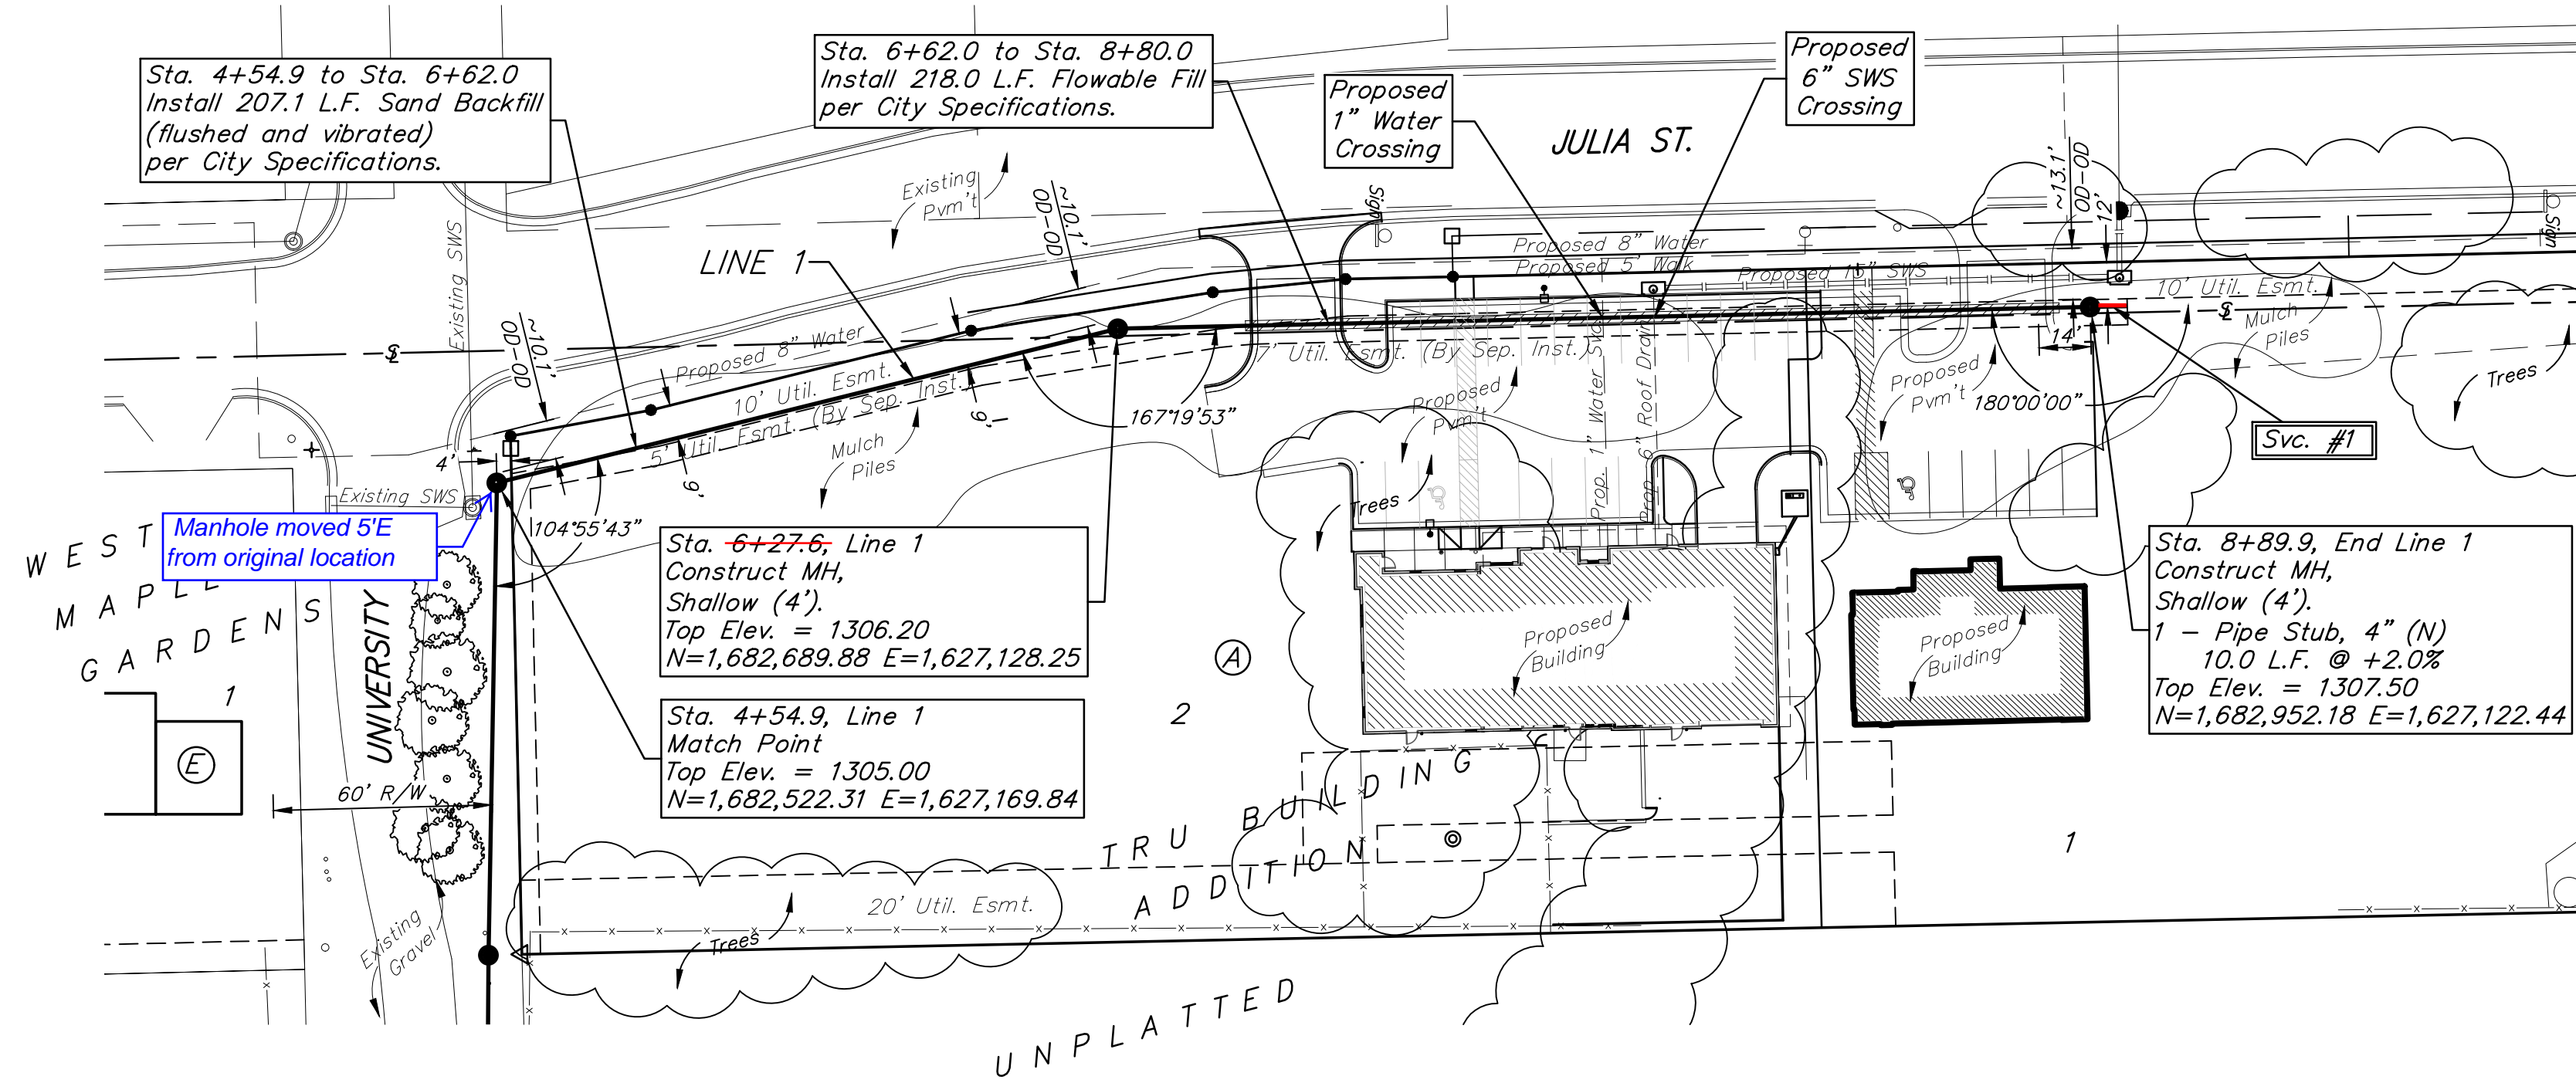 Sta. 4+54.9 to Sta. 6+62.0
Install 207.1 L.F. Sand Backfill
(flushed and vibrated)
per City Specifications.
Sta. 6+62.0 to Sta. 8+80.0
Install 218.0 L.F. Flowable Fill
per City Specifications.
Proposed
1" Water
Crossing
Proposed
6" SWS
Crossing
JULIA ST.
Existing
Pvm't
~10.1'
OD-OD
Sign
~13.1'
OD-OD
12'
Sign
Existing SWS
LINE 1
Proposed 8" Water
Proposed 5' Walk
Proposed 15" SWS
10' Util. Esmt.
Mulch
Piles
Trees
~10.1'
OD-OD
Proposed 8" Water
10' Util. Esmt.
5' Util. Esmt. (By Sep. Inst.)
7' Util. Esmt. (By Sep. Inst.)
9'
9'
4'
14'
167°19'53"
180°00'00"
104°55'43"
Mulch
Piles
Proposed
Pvm't
Prop. 1" Water Svc.
Prop. 6" Roof Drain
Proposed
Pvm't
Svc. #1
Trees
Existing SWS
Manhole moved 5'E
from original location
WEST
MAPLE
GARDENS
UNIVERSITY
1
E
60' R/W
Existing
Gravel
Sta. 6+27.6, Line 1
Construct MH,
Shallow (4').
Top Elev. = 1306.20
N=1,682,689.88 E=1,627,128.25
Sta. 4+54.9, Line 1
Match Point
Top Elev. = 1305.00
N=1,682,522.31 E=1,627,169.84
A
2
Proposed
Building
Proposed
Building
Sta. 8+89.9, End Line 1
Construct MH,
Shallow (4').
1 - Pipe Stub, 4" (N)
10.0 L.F. @ +2.0%
Top Elev. = 1307.50
N=1,682,952.18 E=1,627,122.44
TRU BUILDING
ADDITION
1
20' Util. Esmt.
Trees
UNPLATTED